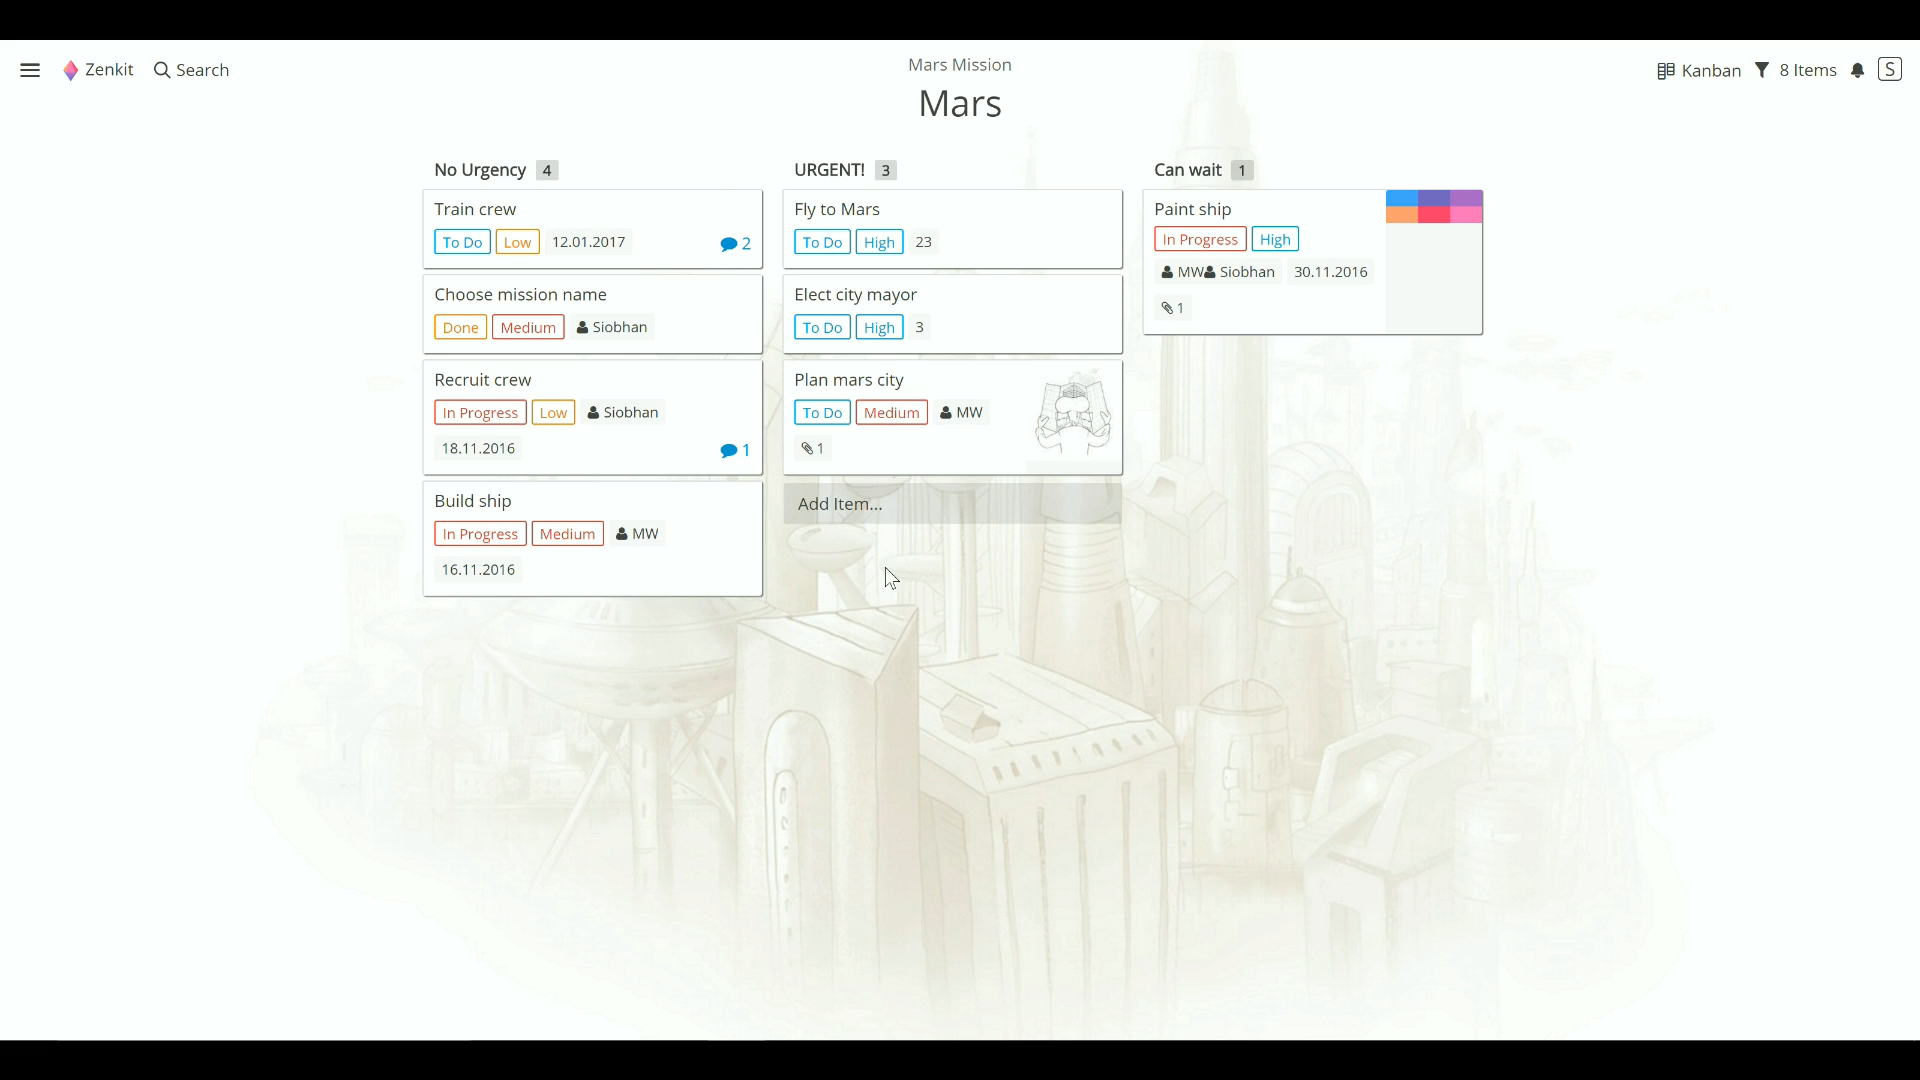 Zenkit
Search
Mars Mission
Mars
Kanban
8 Items
S
No Urgency 4
Train crew
To Do Low 12.01.2017 2
Choose mission name
Done Medium Siobhan
Recruit crew
In Progress Low Siobhan
18.11.2016 1
Build ship
In Progress Medium MW
16.11.2016
URGENT! 3
Fly to Mars
To Do High 23
Elect city mayor
To Do High 3
Plan mars city
To Do Medium MW
1
Add Item...
Can wait 1
Paint ship
In Progress High
MW Siobhan 30.11.2016
1